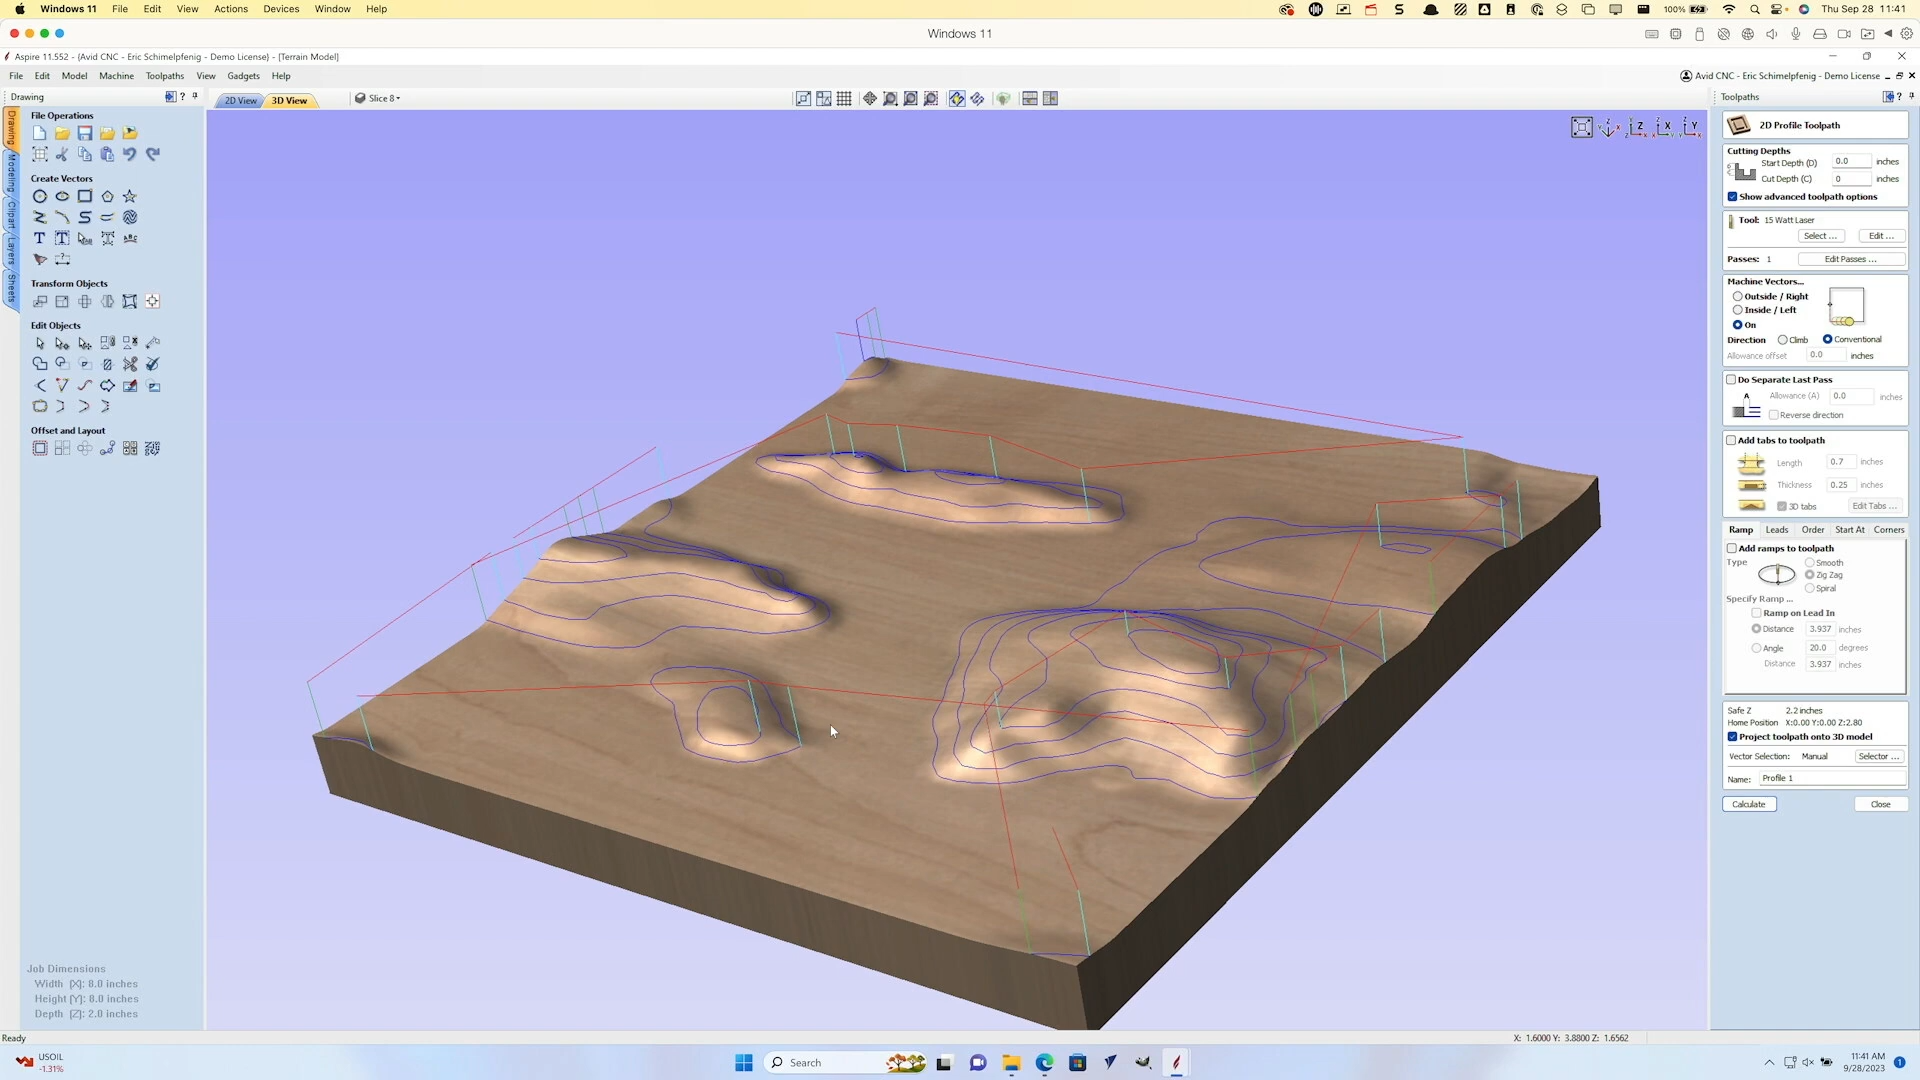 Windows 11 File Edit View Actions Devices Window Help
100% Thu Sep 28 11:41
Windows 11
Aspire 11.552 - {Avid CNC - Eric Schimelpfenig - Demo License} - [Terrain Model]
File Edit Model Machine Toolpaths View Gadgets Help
Avid CNC - Eric Schimelpfenig - Demo License
Drawing
2D View 3D View Slice 8
Toolpaths
Drawing
Modeling
Clipart
Layers
Sheets
File Operations
Create Vectors
Transform Objects
Edit Objects
Offset and Layout
Job Dimensions
Width [X]: 8.0 inches
Height [Y]: 8.0 inches
Depth [Z]: 2.0 inches
2D Profile Toolpath
Cutting Depths
Start Depth (D) 0.0 inches
Cut Depth (C) 0 inches
Show advanced toolpath options
Tool: 15 Watt Laser
Select ... Edit ...
Passes: 1 Edit Passes ...
Machine Vectors...
Outside / Right
Inside / Left
On
Direction Climb Conventional
Allowance offset 0.0 inches
Do Separate Last Pass
Allowance (A) 0.0 inches
Reverse direction
Add tabs to toolpath
Length 0.7 inches
Thickness 0.25 inches
3D tabs Edit Tabs ...
Ramp Leads Order Start At Corners
Add ramps to toolpath
Type Smooth
Zig Zag
Spiral
Specify Ramp ...
Ramp on Lead In
Distance 3.937 inches
Angle 20.0 degrees
Distance 3.937 inches
Safe Z 2.2 inches
Home Position X:0.00 Y:0.00 Z:2.80
Project toolpath onto 3D model
Vector Selection: Manual Selector ...
Name: Profile 1
Calculate Close
Ready
X: 1.6000 Y: 3.8800 Z: 1.6562
USOIL
-1.31%
Search
11:41 AM
9/28/2023
1